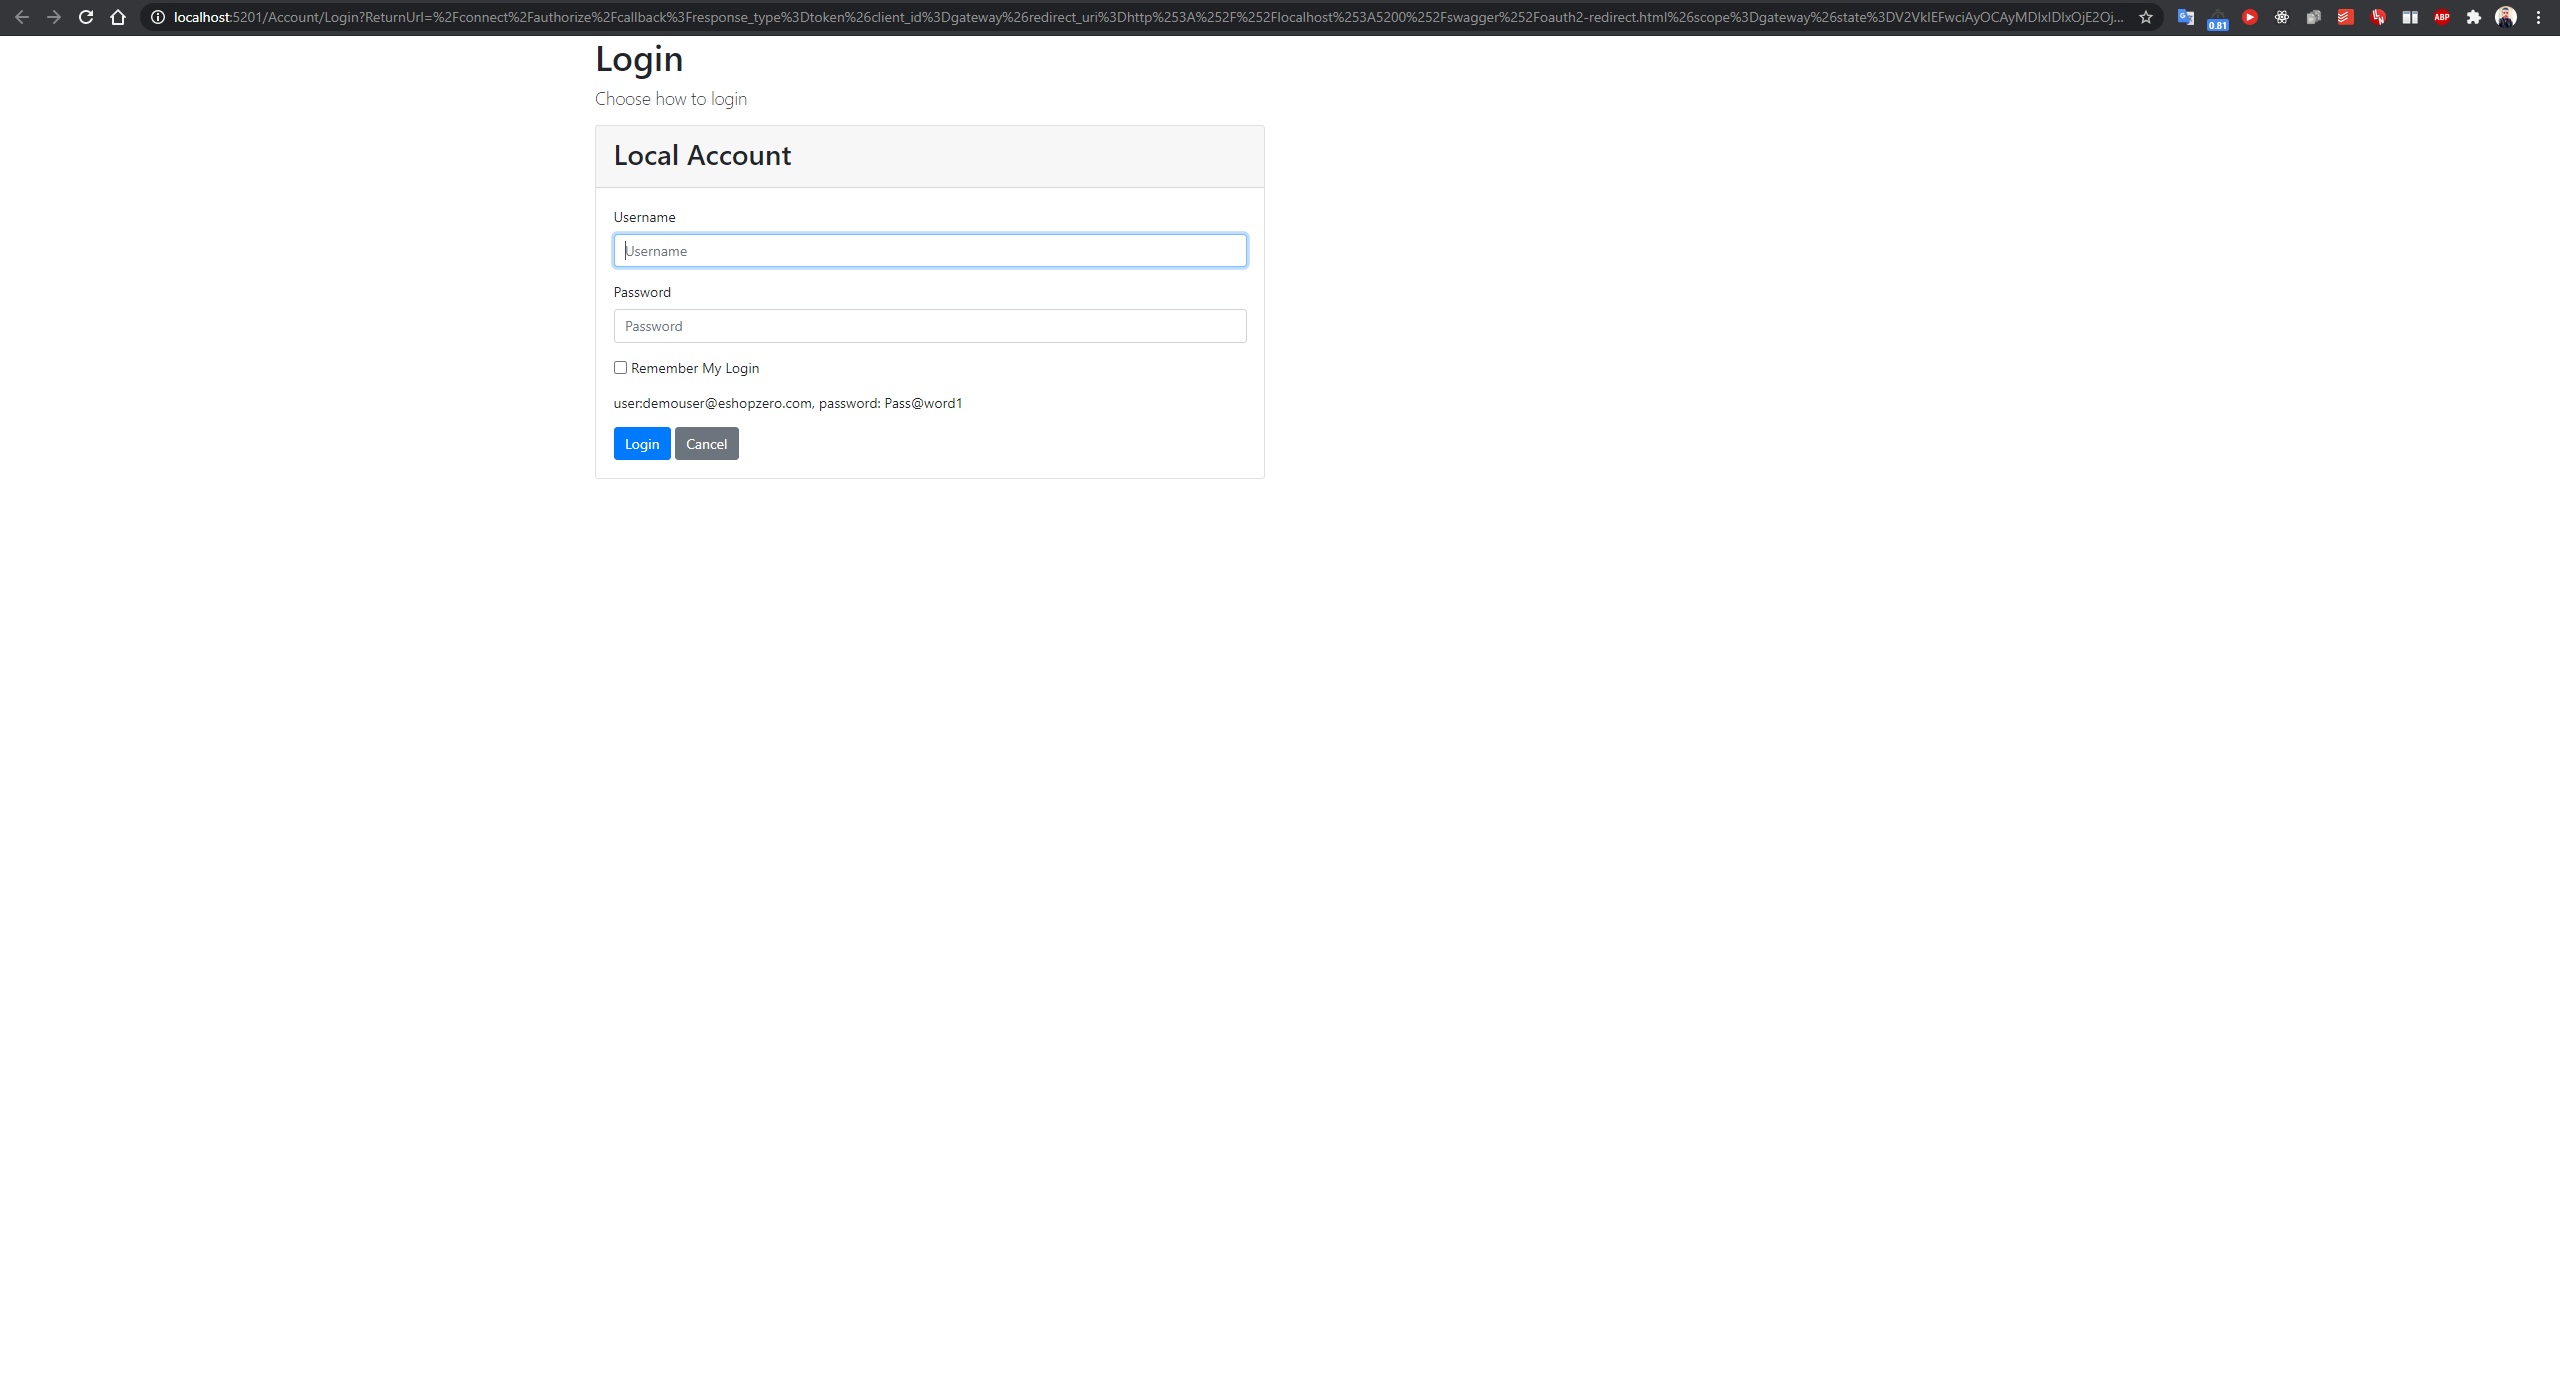 localhost:5201/Account/Login?ReturnUrl=%2Fconnect%2Fauthorize%2Fcallback%3Fresponse_type%3Dtoken%26client_id%3Dgateway%26redirect_uri%3Dhttp%253A%252F%252Flocalhost%253A5200%252Fswagger%252Foauth2-redirect.html%26scope%3Dgateway%26state%3DV2VkIEFwciAyOCAyMDIxIDIxOjE2Oj...
0.81
ABP
Login
Choose how to login
Local Account
Username
Username
Password
Password
Remember My Login
user:demouser@eshopzero.com, password: Pass@word1
Login Cancel